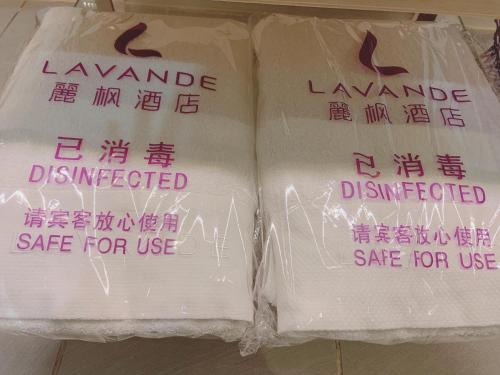 LAVANDE
麗枫酒店
已消毒
DISINFECTED
请宾客放心使用
SAFE FOR USE
LAVANDE
麗枫酒店
已消毒
DISINFECTED
请宾客放心使用
SAFE FOR USE